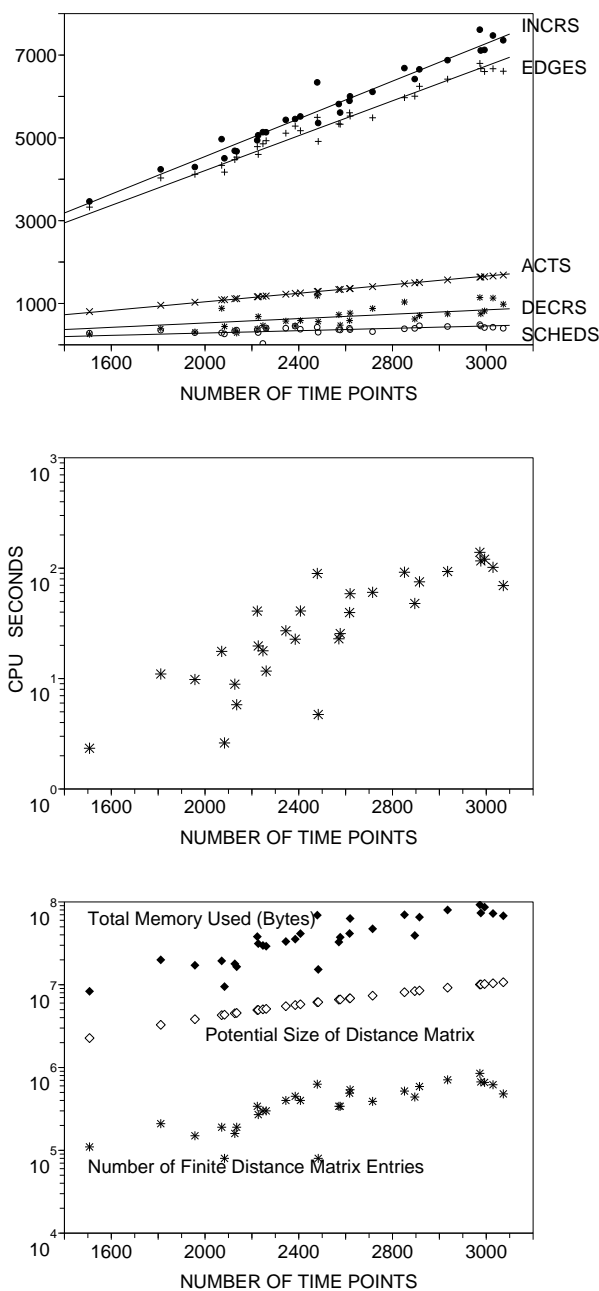 INCRS
7000
EDGES
5000
3000
ACTS
1000
DECRS
SCHEDS
1600 2000 2400 2800 3000
NUMBER OF TIME POINTS
10 3
10 2
CPU SECONDS
10 1
10 0
1600 2000 2400 2800 3000
NUMBER OF TIME POINTS
10 8
Total Memory Used (Bytes)
10 7
Potential Size of Distance Matrix
10 6
10 5
Number of Finite Distance Matrix Entries
10 4
1600 2000 2400 2800 3000
NUMBER OF TIME POINTS